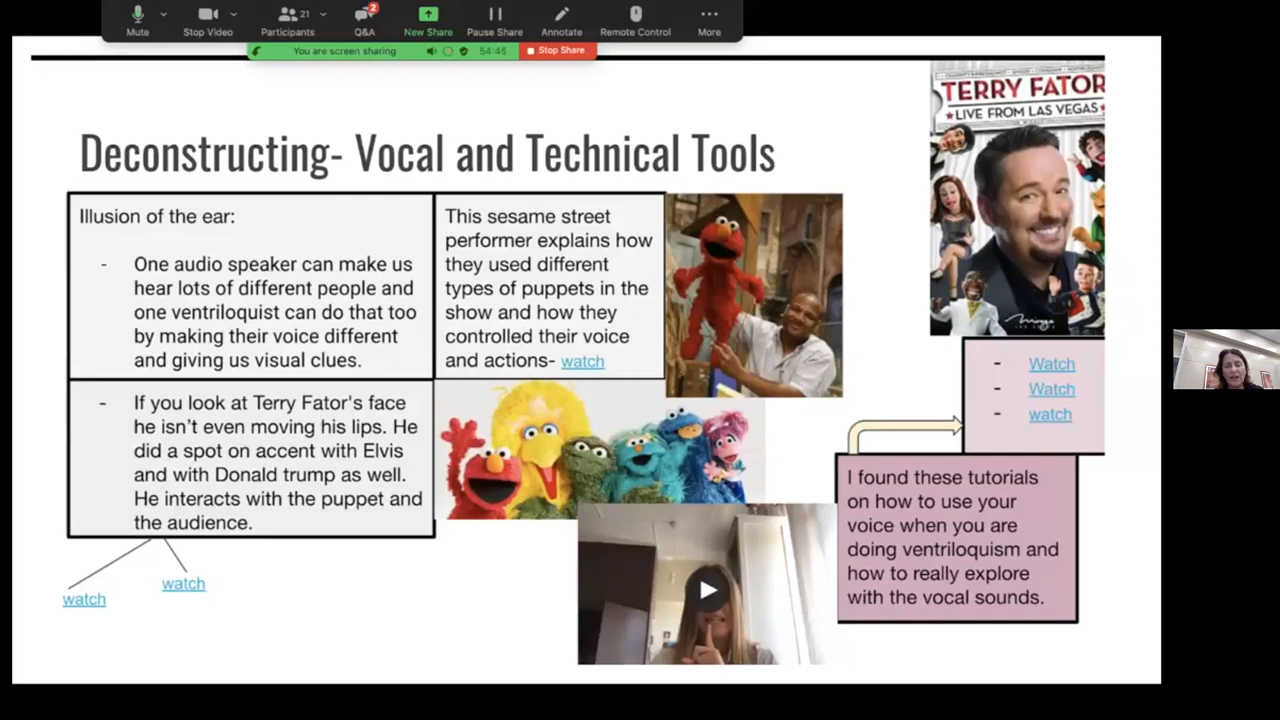 21
2
Mute
Stop Video
Participants
Q&A
New Share
Pause Share
Annotate
Remote Control
More
You are screen sharing
54:46
Stop Share
Deconstructing- Vocal and Technical Tools
Illusion of the ear:
- One audio speaker can make us
hear lots of different people and
one ventriloquist can do that too
by making their voice different
and giving us visual clues.
This sesame street
performer explains how
they used different
types of puppets in the
show and how they
controlled their voice
and actions- watch
- If you look at Terry Fator's face
he isn't even moving his lips. He
did a spot on accent with Elvis
and with Donald trump as well.
He interacts with the puppet and
the audience.
watch
watch
TERRY FATOR
LIVE FROM LAS VEGAS
- Watch
- Watch
- watch
I found these tutorials
on how to use your
voice when you are
doing ventriloquism and
how to really explore
with the vocal sounds.